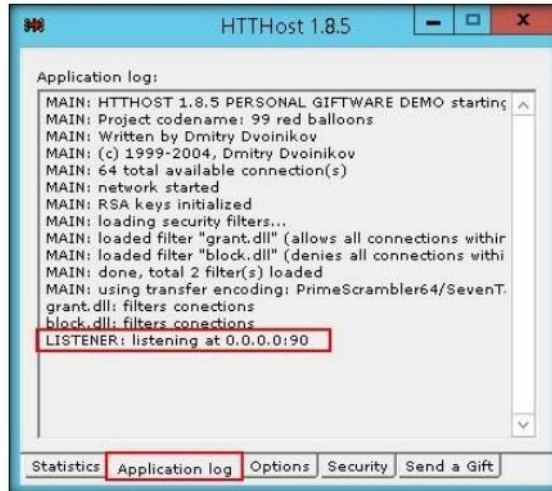 HTTHost 1.8.5
Application log:
MAIN: HTTHOST 1.8.5 PERSONAL GIFTWARE DEMO starting
MAIN: Project codename: 99 red balloons
MAIN: Written by Dmitry Dvoinikov
MAIN: (c) 1999-2004, Dmitry Dvoinikov
MAIN: 64 total available connection(s)
MAIN: network started
MAIN: RSA keys initialized
MAIN: loading security filters...
MAIN: loaded filter "grant.dll" (allows all connections withir
MAIN: loaded filter "block.dll" (denies all connections withi
MAIN: done, total 2 filter(s) loaded
MAIN: using transfer encoding: PrimeScrambler64/SevenT.
grant.dll: filters conections
block.dll: filters conections
LISTENER: listening at 0.0.0.0:90
Statistics Application log Options Security Send a Gift